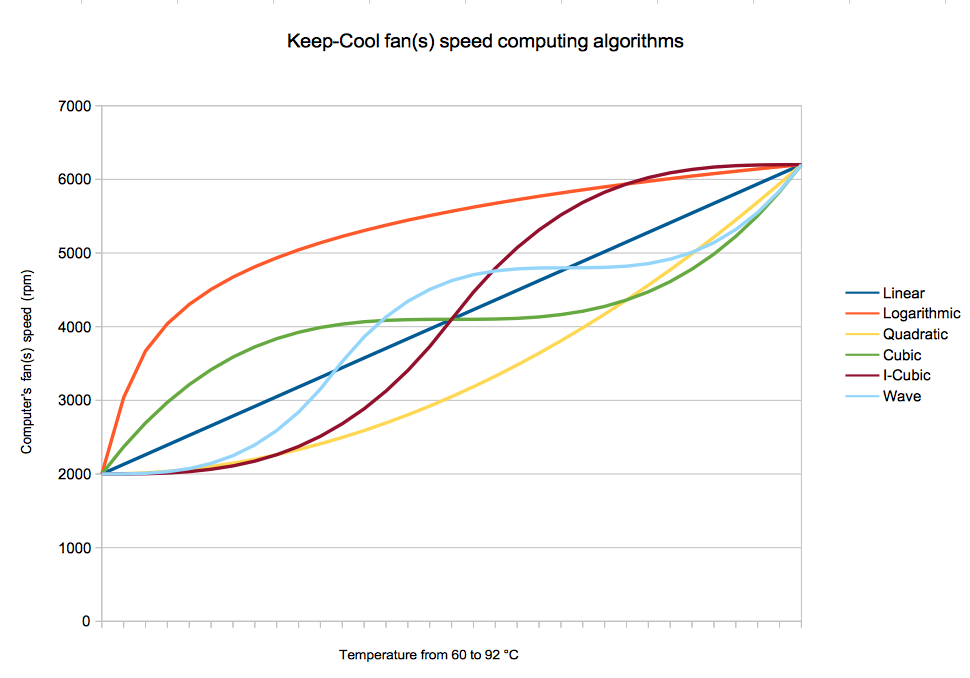 Keep-Cool fan(s) speed computing algorithms
7000
6000
5000
4000
3000
2000
1000
0
Computer's fan(s) speed (rpm)
Temperature from 60 to 92 °C
Linear
Logarithmic
Quadratic
Cubic
I-Cubic
Wave